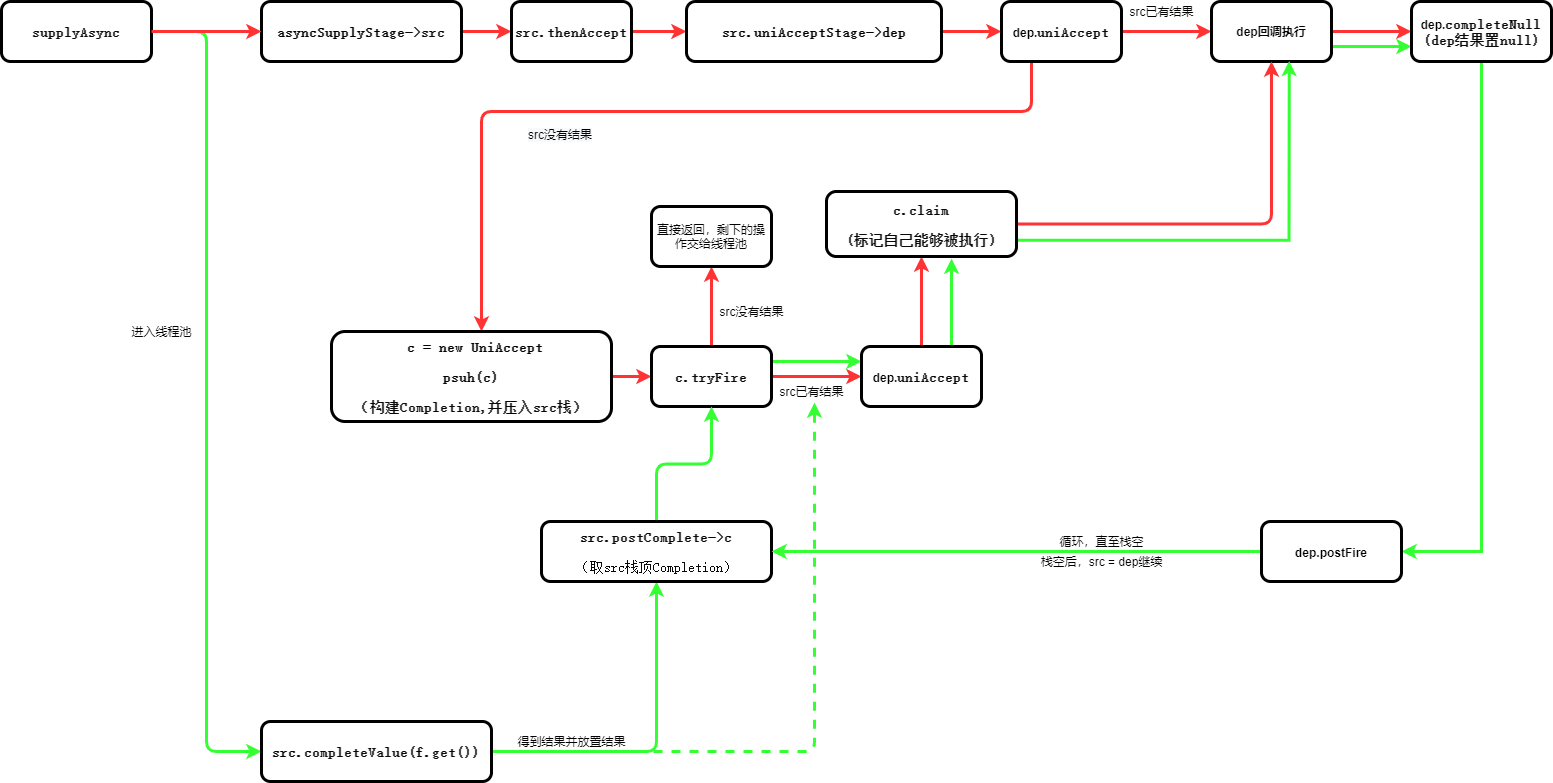 supplyAsync
asyncSupplyStage->src
src.thenAccept
src.uniAcceptStage->dep
dep.uniAccept
src已有结果
dep回调执行
dep.completeNull
(dep结果置null)
src没有结果
c.claim
(标记自己能够被执行)
直接返回，剩下的操
作交给线程池
src没有结果
进入线程池
c = new UniAccept
psuh(c)
(构建Completion,并压入src栈)
c.tryFire
src已有结果
dep.uniAccept
src.postComplete->c
(取src栈顶Completion)
循环，直至栈空
栈空后，src = dep继续
dep.postFire
src.completeValue(f.get())
得到结果并放置结果